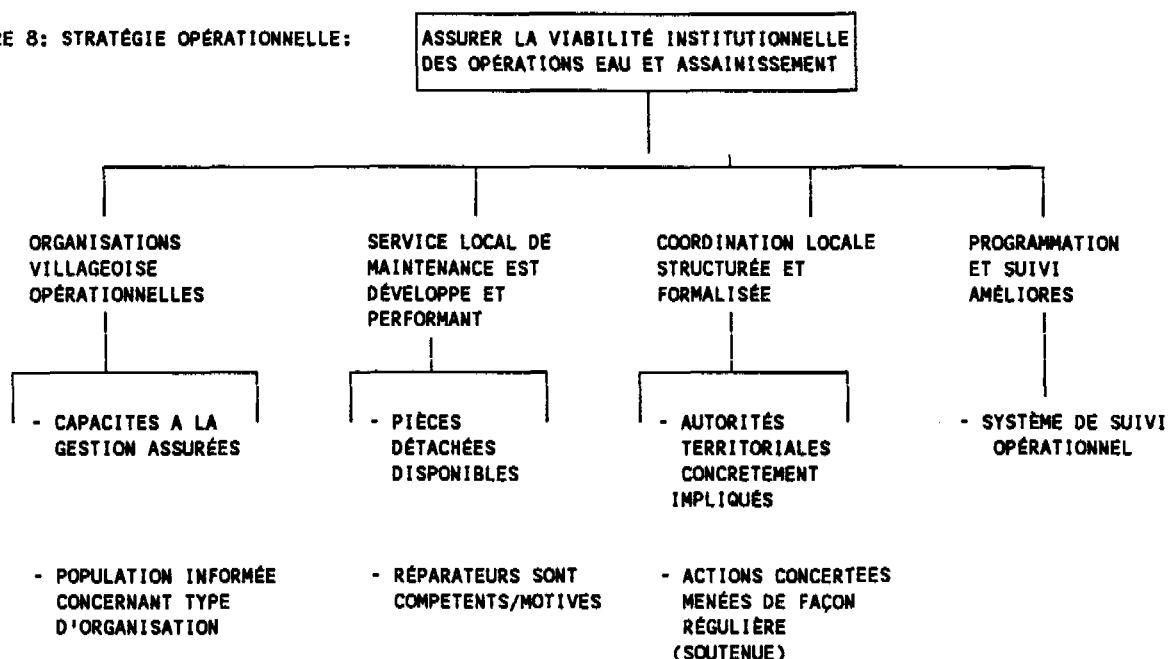 RE 8: STRATÉGIE OPÉRATIONNELLE:
ASSURER LA VIABILITÉ INSTITUTIONNELLE
DES OPÉRATIONS EAU ET ASSAINISSEMENT
ORGANISATIONS
VILLAGEOISE
OPÉRATIONNELLES
SERVICE LOCAL DE
MAINTENANCE EST
DÉVELOPPE ET
PERFORMANT
COORDINATION LOCALE
STRUCTURÉE ET
FORMALISÉE
PROGRAMMATION
ET SUIVI
AMÉLIORES
- CAPACITES A LA
GESTION ASSURÉES
- PIÈCES
DÉTACHÉES
DISPONIBLES
- AUTORITÉS
TERRITORIALES
CONCRETEMENT
IMPLIQUÉS
- SYSTÈME DE SUIVI
OPÉRATIONNEL
- POPULATION INFORMÉE
CONCERNANT TYPE
D'ORGANISATION
- RÉPARATEURS SONT
COMPETENTS/MOTIVES
- ACTIONS CONCERTEES
MENÉES DE FAÇON
RÉGULIÈRE
(SOUTENUE)